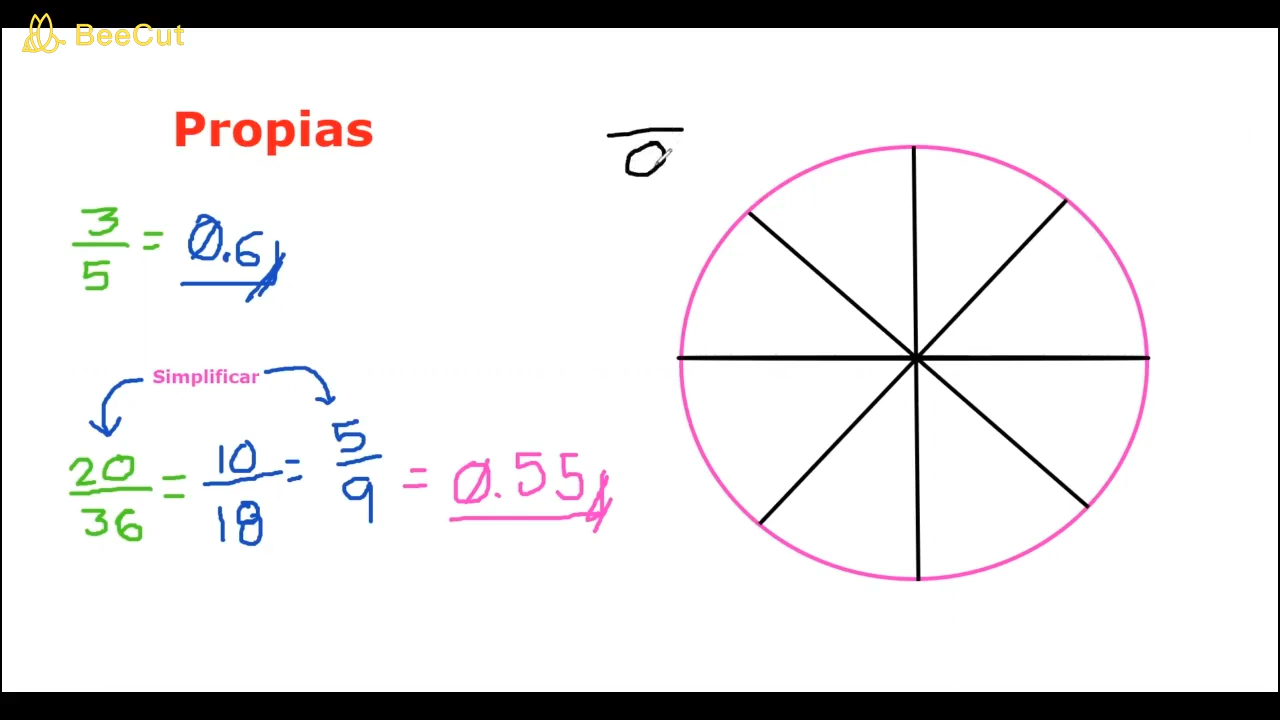 BeeCut
Propias
3/5 = 0.6
Simplificar
20/36 = 10/18 = 5/9 = 0.55